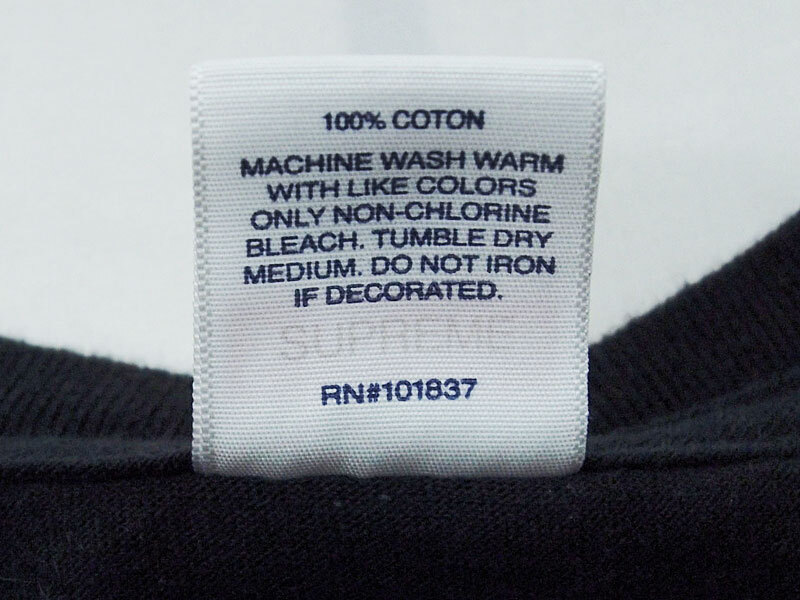 100% COTON
MACHINE WASH WARM
WITH LIKE COLORS
ONLY NON-CHLORINE
BLEACH. TUMBLE DRY
MEDIUM. DO NOT IRON
IF DECORATED.
SUPREME
RN#101837